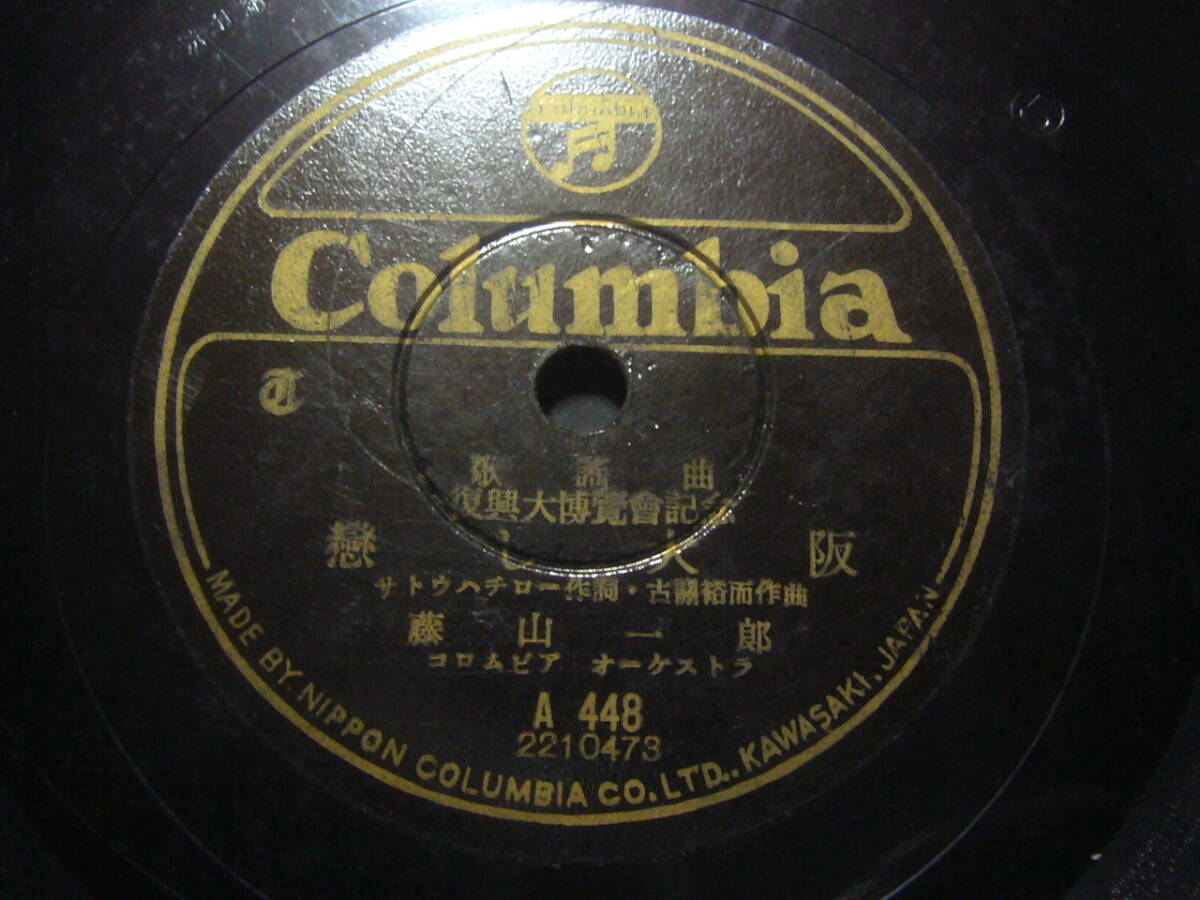 Columbia
Columbia
T
歌謡曲
復興大博覽會記念
戀し大阪
サトウハチロー作詞・古關裕而作曲
藤山一郎
コロムビア オーケストラ
A 448
2210473
MADE BY. NIPPON COLUMBIA CO. LTD., KAWASAKI. JAPAN